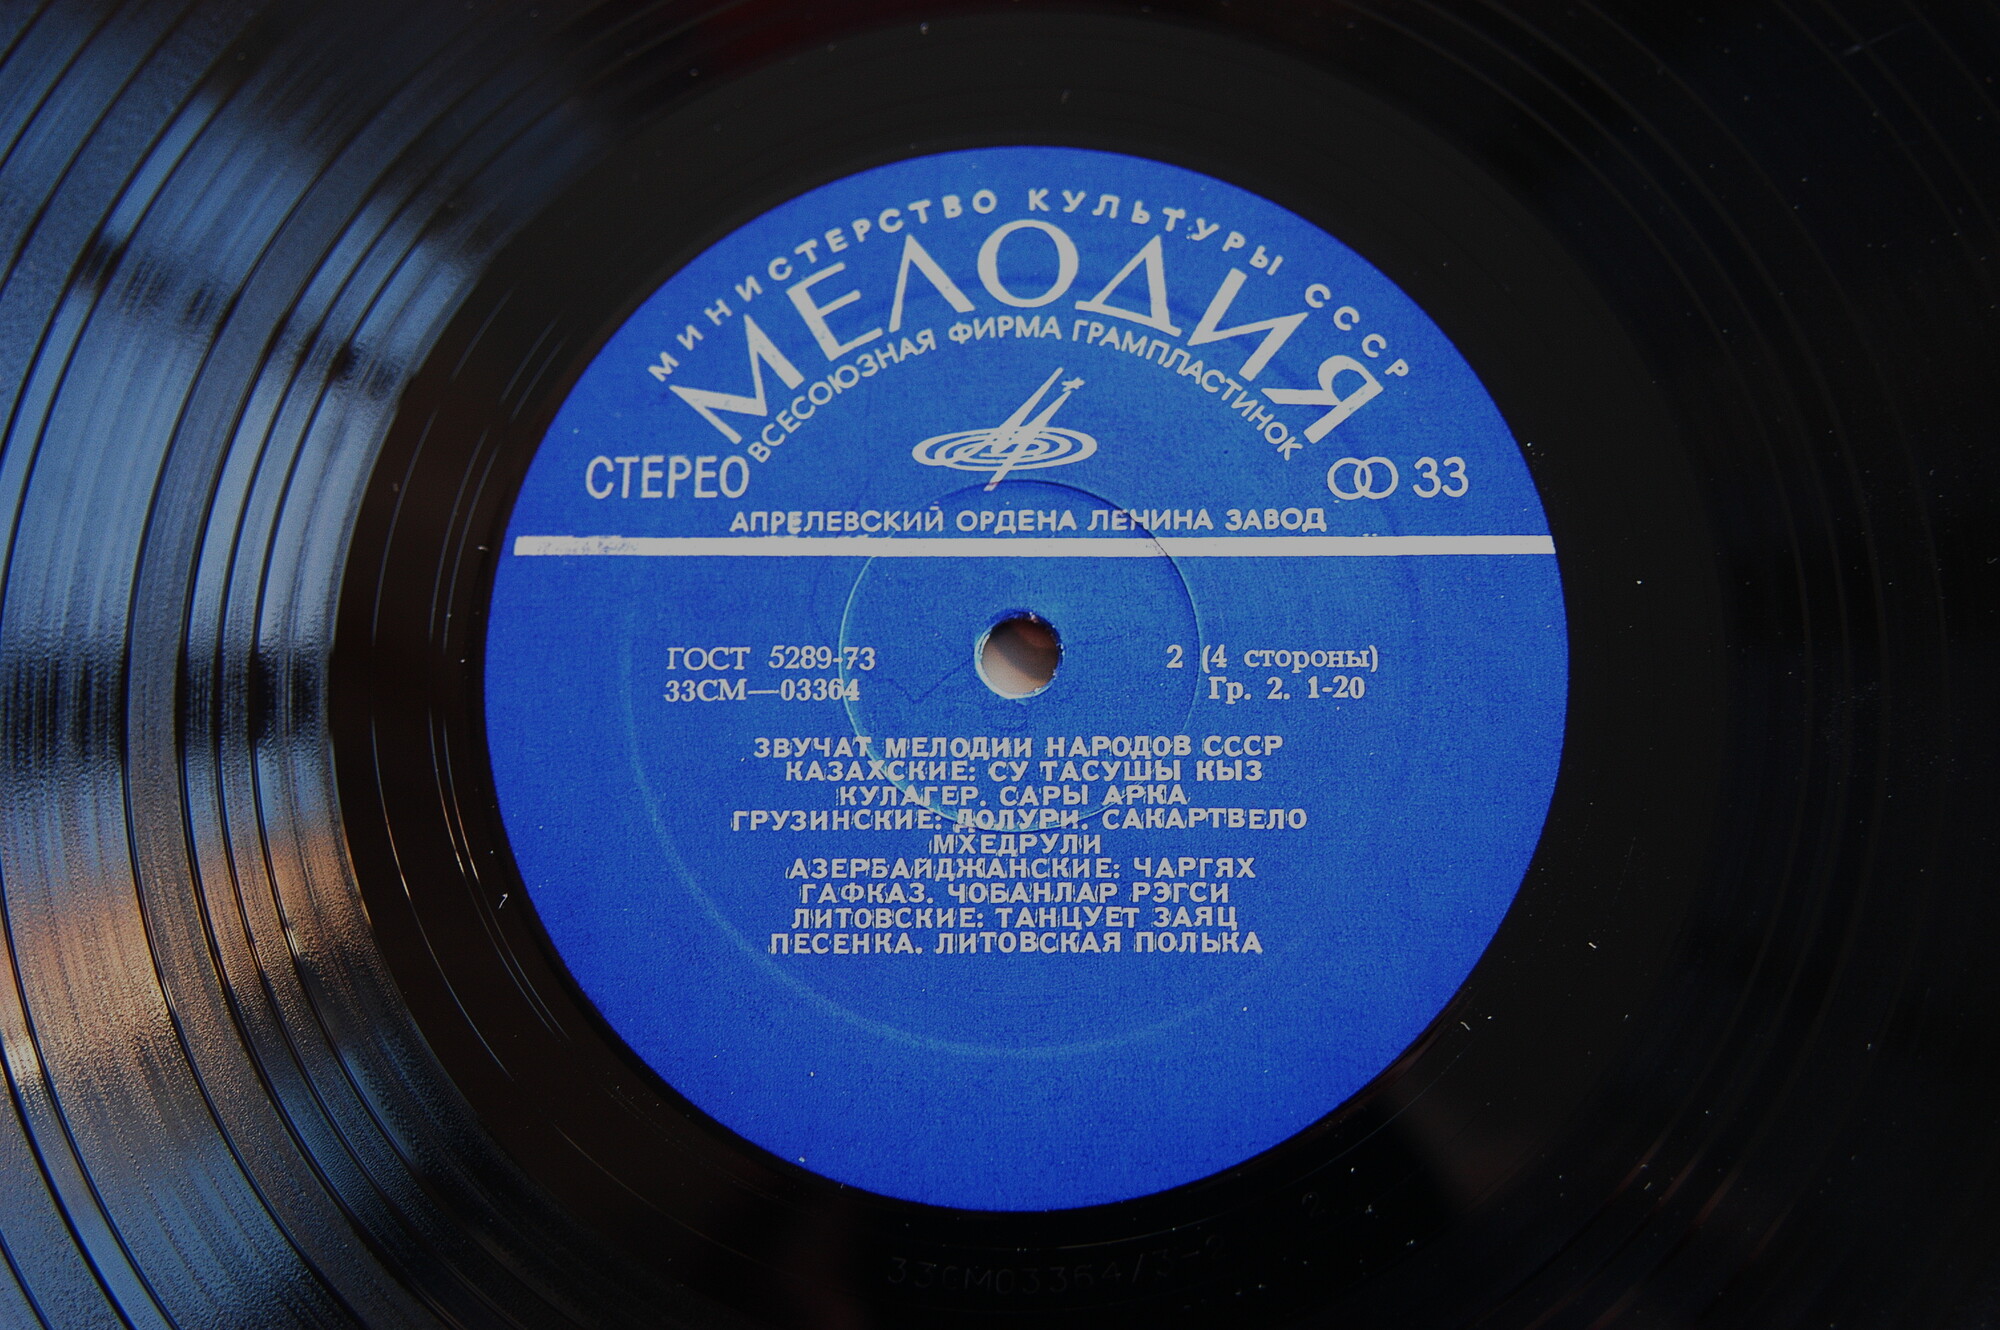 МИНИСТЕРСТВО КУЛЬТУРЫ СССР
МЕЛОДИЯ
ВСЕСОЮЗНАЯ ФИРМА ГРАМПЛАСТИНОК
СТЕРЕО
33
АПРЕЛЕВСКИЙ ОРДЕНА ЛЕНИНА ЗАВОД
ГОСТ 5289-73
33СМ—03364
2 (4 стороны)
Гр. 2. 1-20
ЗВУЧАТ МЕЛОДИИ НАРОДОВ СССР
КАЗАХСКИЕ: СУ ТАСУШЫ КЫЗ
КУЛАГЕР. САРЫ АРКА
ГРУЗИНСКИЕ: ДОЛУРИ. САКАРТВЕЛО
МХЕДРУЛИ
АЗЕРБАЙДЖАНСКИЕ: ЧАРГЯХ
ГАФКАЗ. ЧОБАНЛАР РЭГСИ
ЛИТОВСКИЕ: ТАНЦУЕТ ЗАЯЦ
ПЕСЕНКА. ЛИТОВСКАЯ ПОЛЬКА